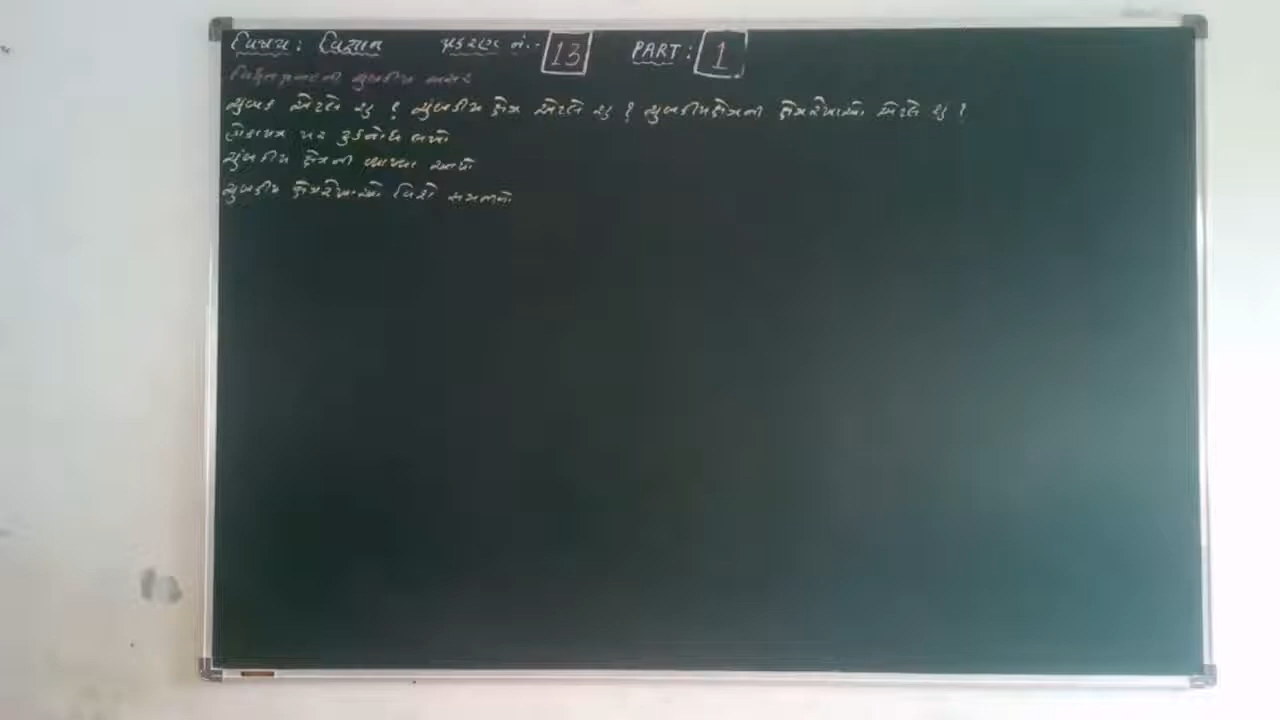 વિષય: વિજ્ઞાન પ્રકરણ નં.- 13 PART: 1
વિદ્યુતપ્રવાહની ચુંબકીય અસર
ચુંબક એટલે શું ? ચુંબકીય ક્ષેત્ર એટલે શું ? ચુંબકીયક્ષેત્રની ક્ષેત્રરેખાઓ એટલે શું ?
હોકાયંત્ર પર ટુંકનોંધ લખો
ચુંબકીય ક્ષેત્રની વ્યાખ્યા આપો
ચુંબકીય ક્ષેત્રરેખાઓ વિશે સમજાવો